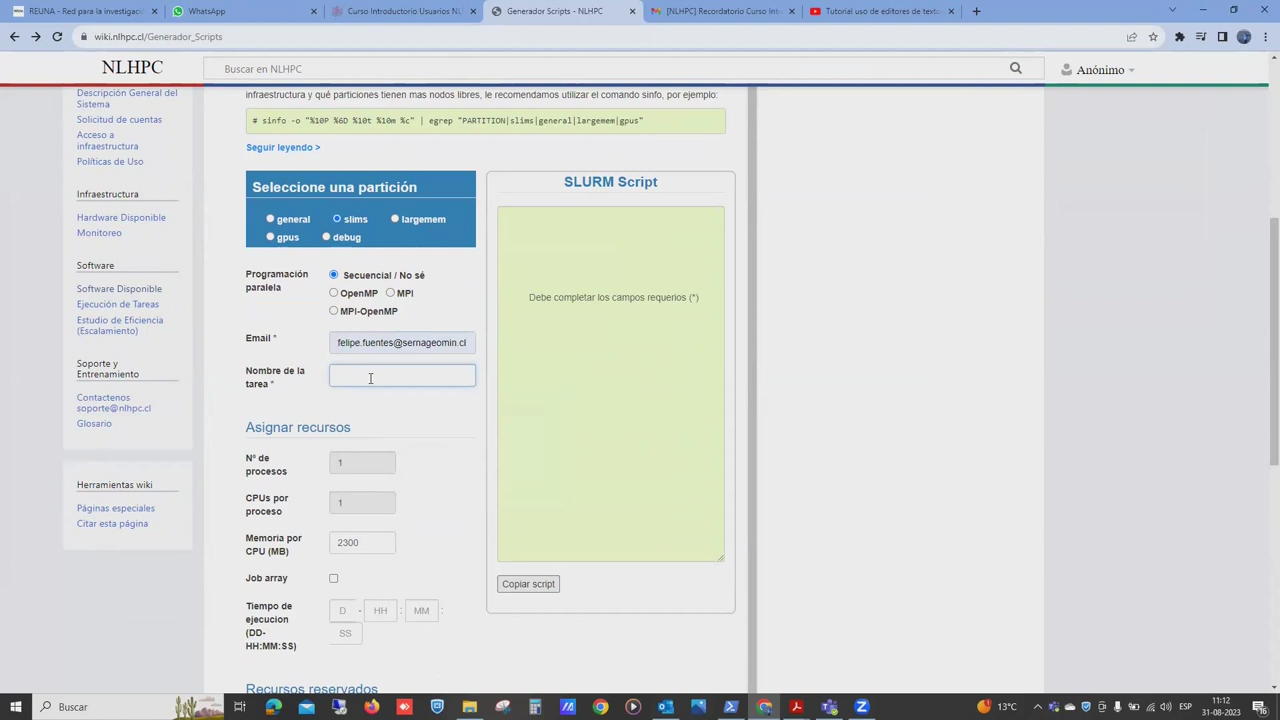 REUNA - Red para la investigaci
WhatsApp
Curso Introductorio Usuarios NL
Generador Scripts - NLHPC
[NLHPC] Recordatorio Curso Intr
Tutorial uso de editores de texto
wiki.nlhpc.cl/Generador_Scripts
NLHPC
Buscar en NLHPC
Anónimo
Descripción General del
Sistema
Solicitud de cuentas
Acceso a
infraestructura
Políticas de Uso
Infraestructura
Hardware Disponible
Monitoreo
Software
Software Disponible
Ejecución de Tareas
Estudio de Eficiencia
(Escalamiento)
Soporte y
Entrenamiento
Contactenos
soporte@nlhpc.cl
Glosario
Herramientas wiki
Páginas especiales
Citar esta página
infraestructura y qué particiones tienen mas nodos libres, le recomendamos utilizar el comando sinfo, por ejemplo:
# sinfo -o "%10P %6D %10t %10m %c" | egrep "PARTITION|slims|general|largemem|gpus"
Seguir leyendo >
Seleccione una partición
general slims largemem
gpus debug
Programación
paralela
Secuencial / No sé
OpenMP MPI
MPI-OpenMP
Email *
felipe.fuentes@sernageomin.cl
Nombre de la
tarea *
Asignar recursos
Nº de
procesos
1
CPUs por
proceso
1
Memoria por
CPU (MB)
2300
Job array
Tiempo de
ejecucion
(DD-
HH:MM:SS)
D - HH : MM :
SS
Recursos reservados
SLURM Script
Debe completar los campos requerios (*)
Copiar script
Buscar
13°C
ESP
11:12
31-08-2023